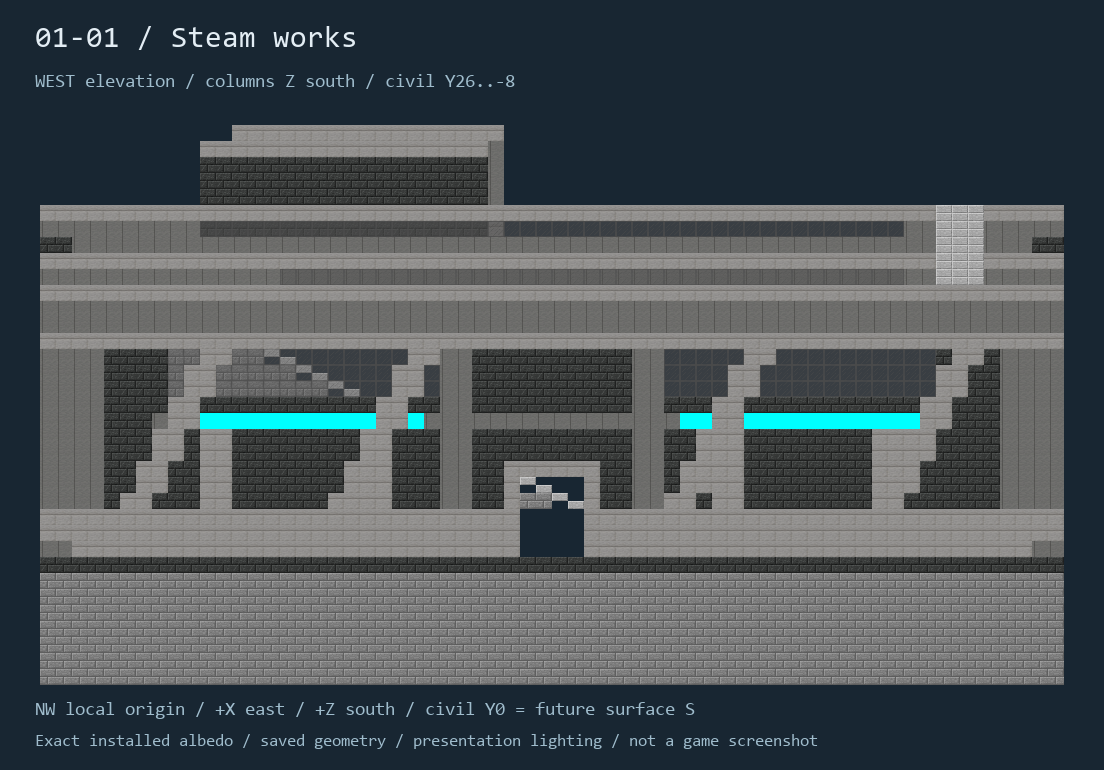 01-01 / Steam works
WEST elevation / columns Z south / civil Y26..-8
NW local origin / +X east / +Z south / civil Y0 = future surface S
Exact installed albedo / saved geometry / presentation lighting / not a game screenshot